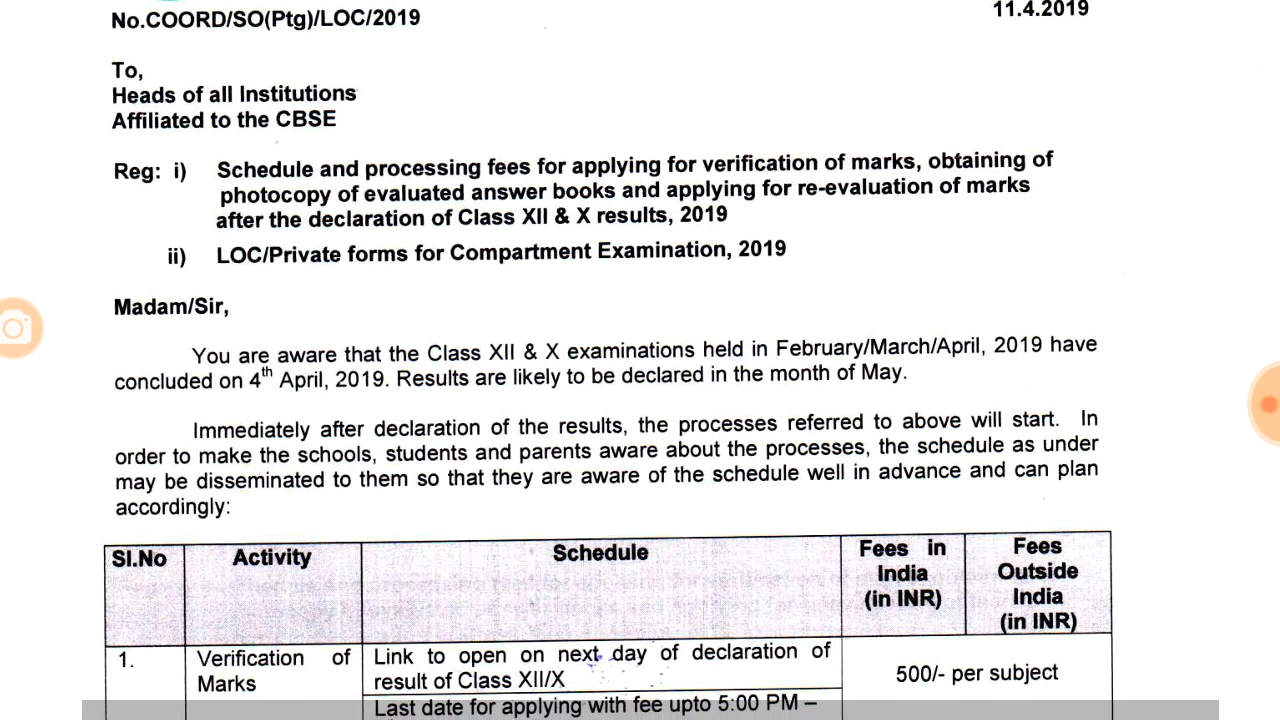 No.COORD/SO(Ptg)/LOC/2019
11.4.2019
To,
Heads of all Institutions
Affiliated to the CBSE
Reg: i) Schedule and processing fees for applying for verification of marks, obtaining of
photocopy of evaluated answer books and applying for re-evaluation of marks
after the declaration of Class XII & X results, 2019
ii) LOC/Private forms for Compartment Examination, 2019
Madam/Sir,
You are aware that the Class XII & X examinations held in February/March/April, 2019 have
concluded on 4th April, 2019. Results are likely to be declared in the month of May.
Immediately after declaration of the results, the processes referred to above will start. In
order to make the schools, students and parents aware about the processes, the schedule as under
may be disseminated to them so that they are aware of the schedule well in advance and can plan
accordingly:
Sl.No
Activity
Schedule
Fees in
India
(in INR)
Fees
Outside
India
(in INR)
1.
Verification of
Marks
Link to open on next day of declaration of
result of Class XII/X
500/- per subject
Last date for applying with fee upto 5:00 PM –